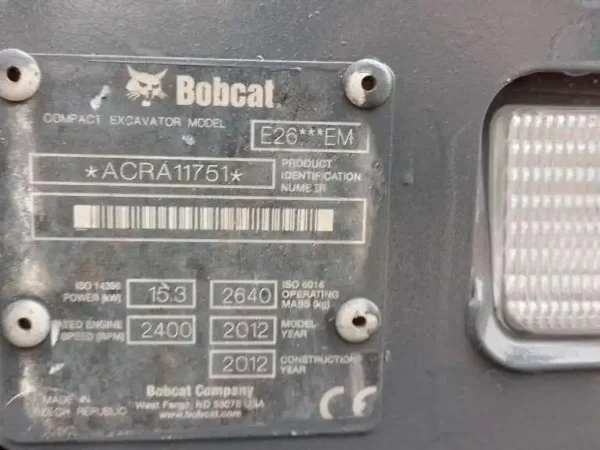 Bobcat
COMPACT EXCAVATOR MODEL E26***EM
*ACRA11751*
PRODUCT
IDENTIFICATION
NUMBER
ISO 14396
POWER (kW) 15.3
2640 ISO 6016
OPERATING
MASS (kg)
RATED ENGINE
SPEED (RPM) 2400
2012 MODEL
YEAR
2012 CONSTRUCTION
YEAR
MADE IN
CZECH REPUBLIC
Bobcat Company
West Fargo, ND 58078 USA
www.bobcat.com
CE